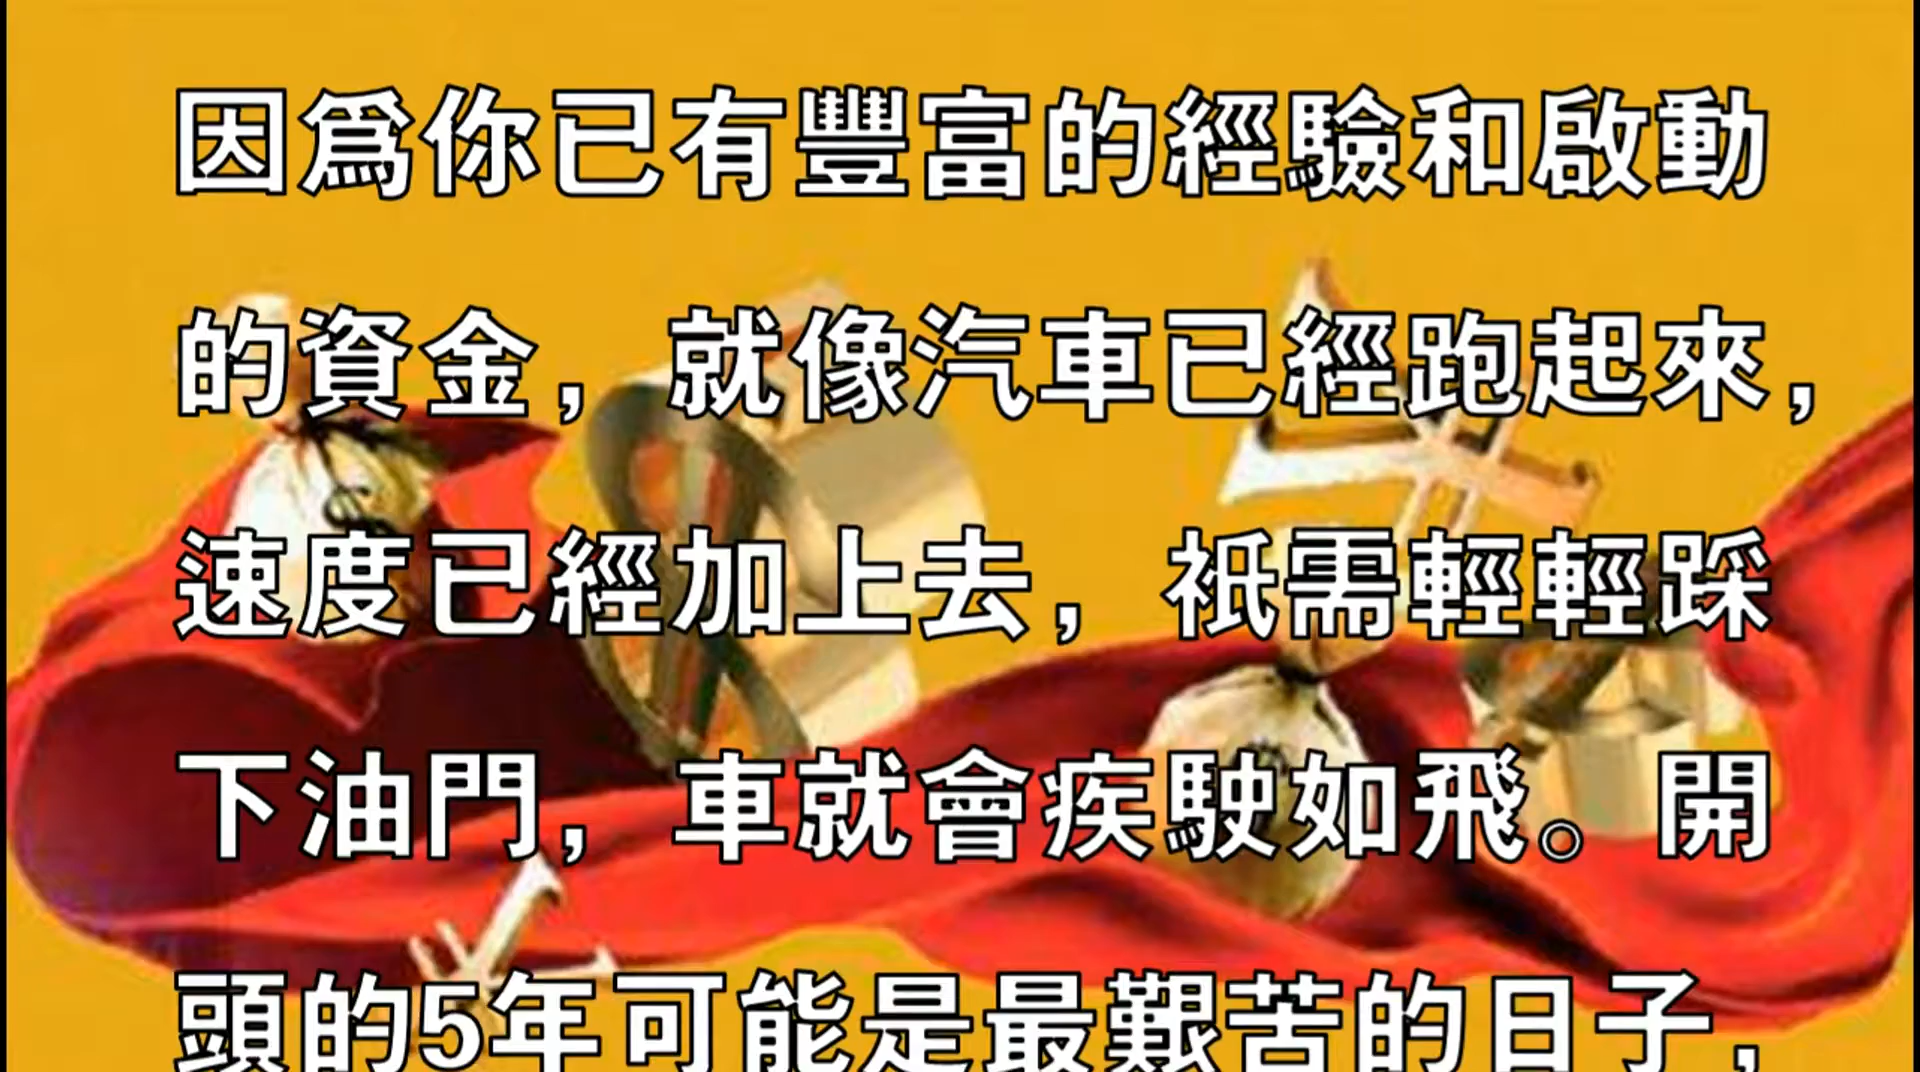 因爲你已有豐富的經驗和啟動
的資金，就像汽車已經跑起來，
速度已經加上去，衹需輕輕踩
下油門，車就會疾駛如飛。開
頭的5年可能是最艱苦的日子，